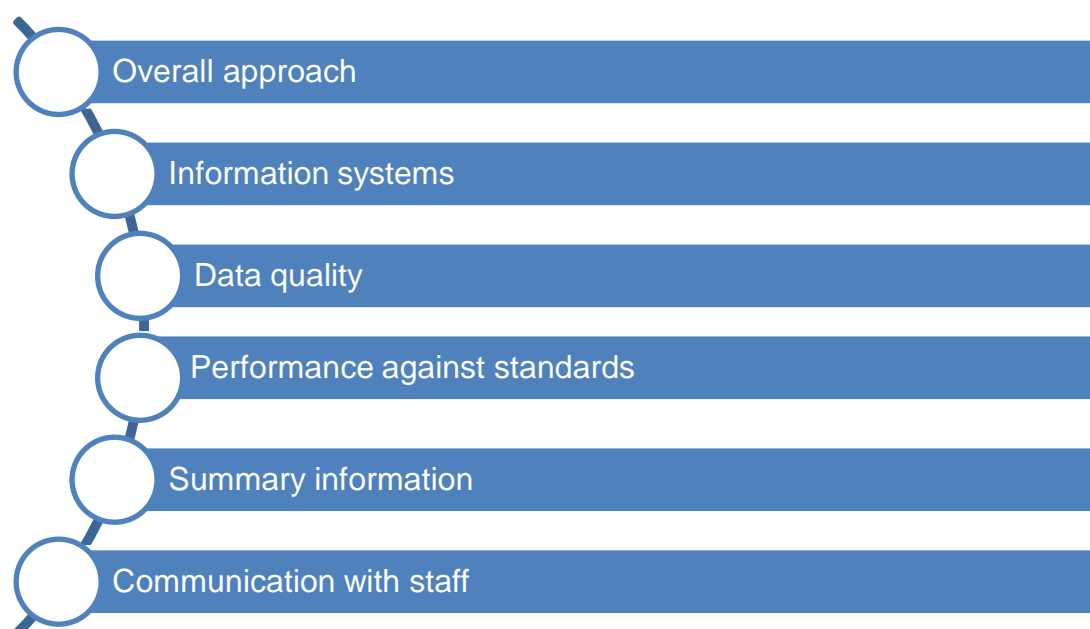 Overall approach
Information systems
Data quality
Performance against standards
Summary information
Communication with staff